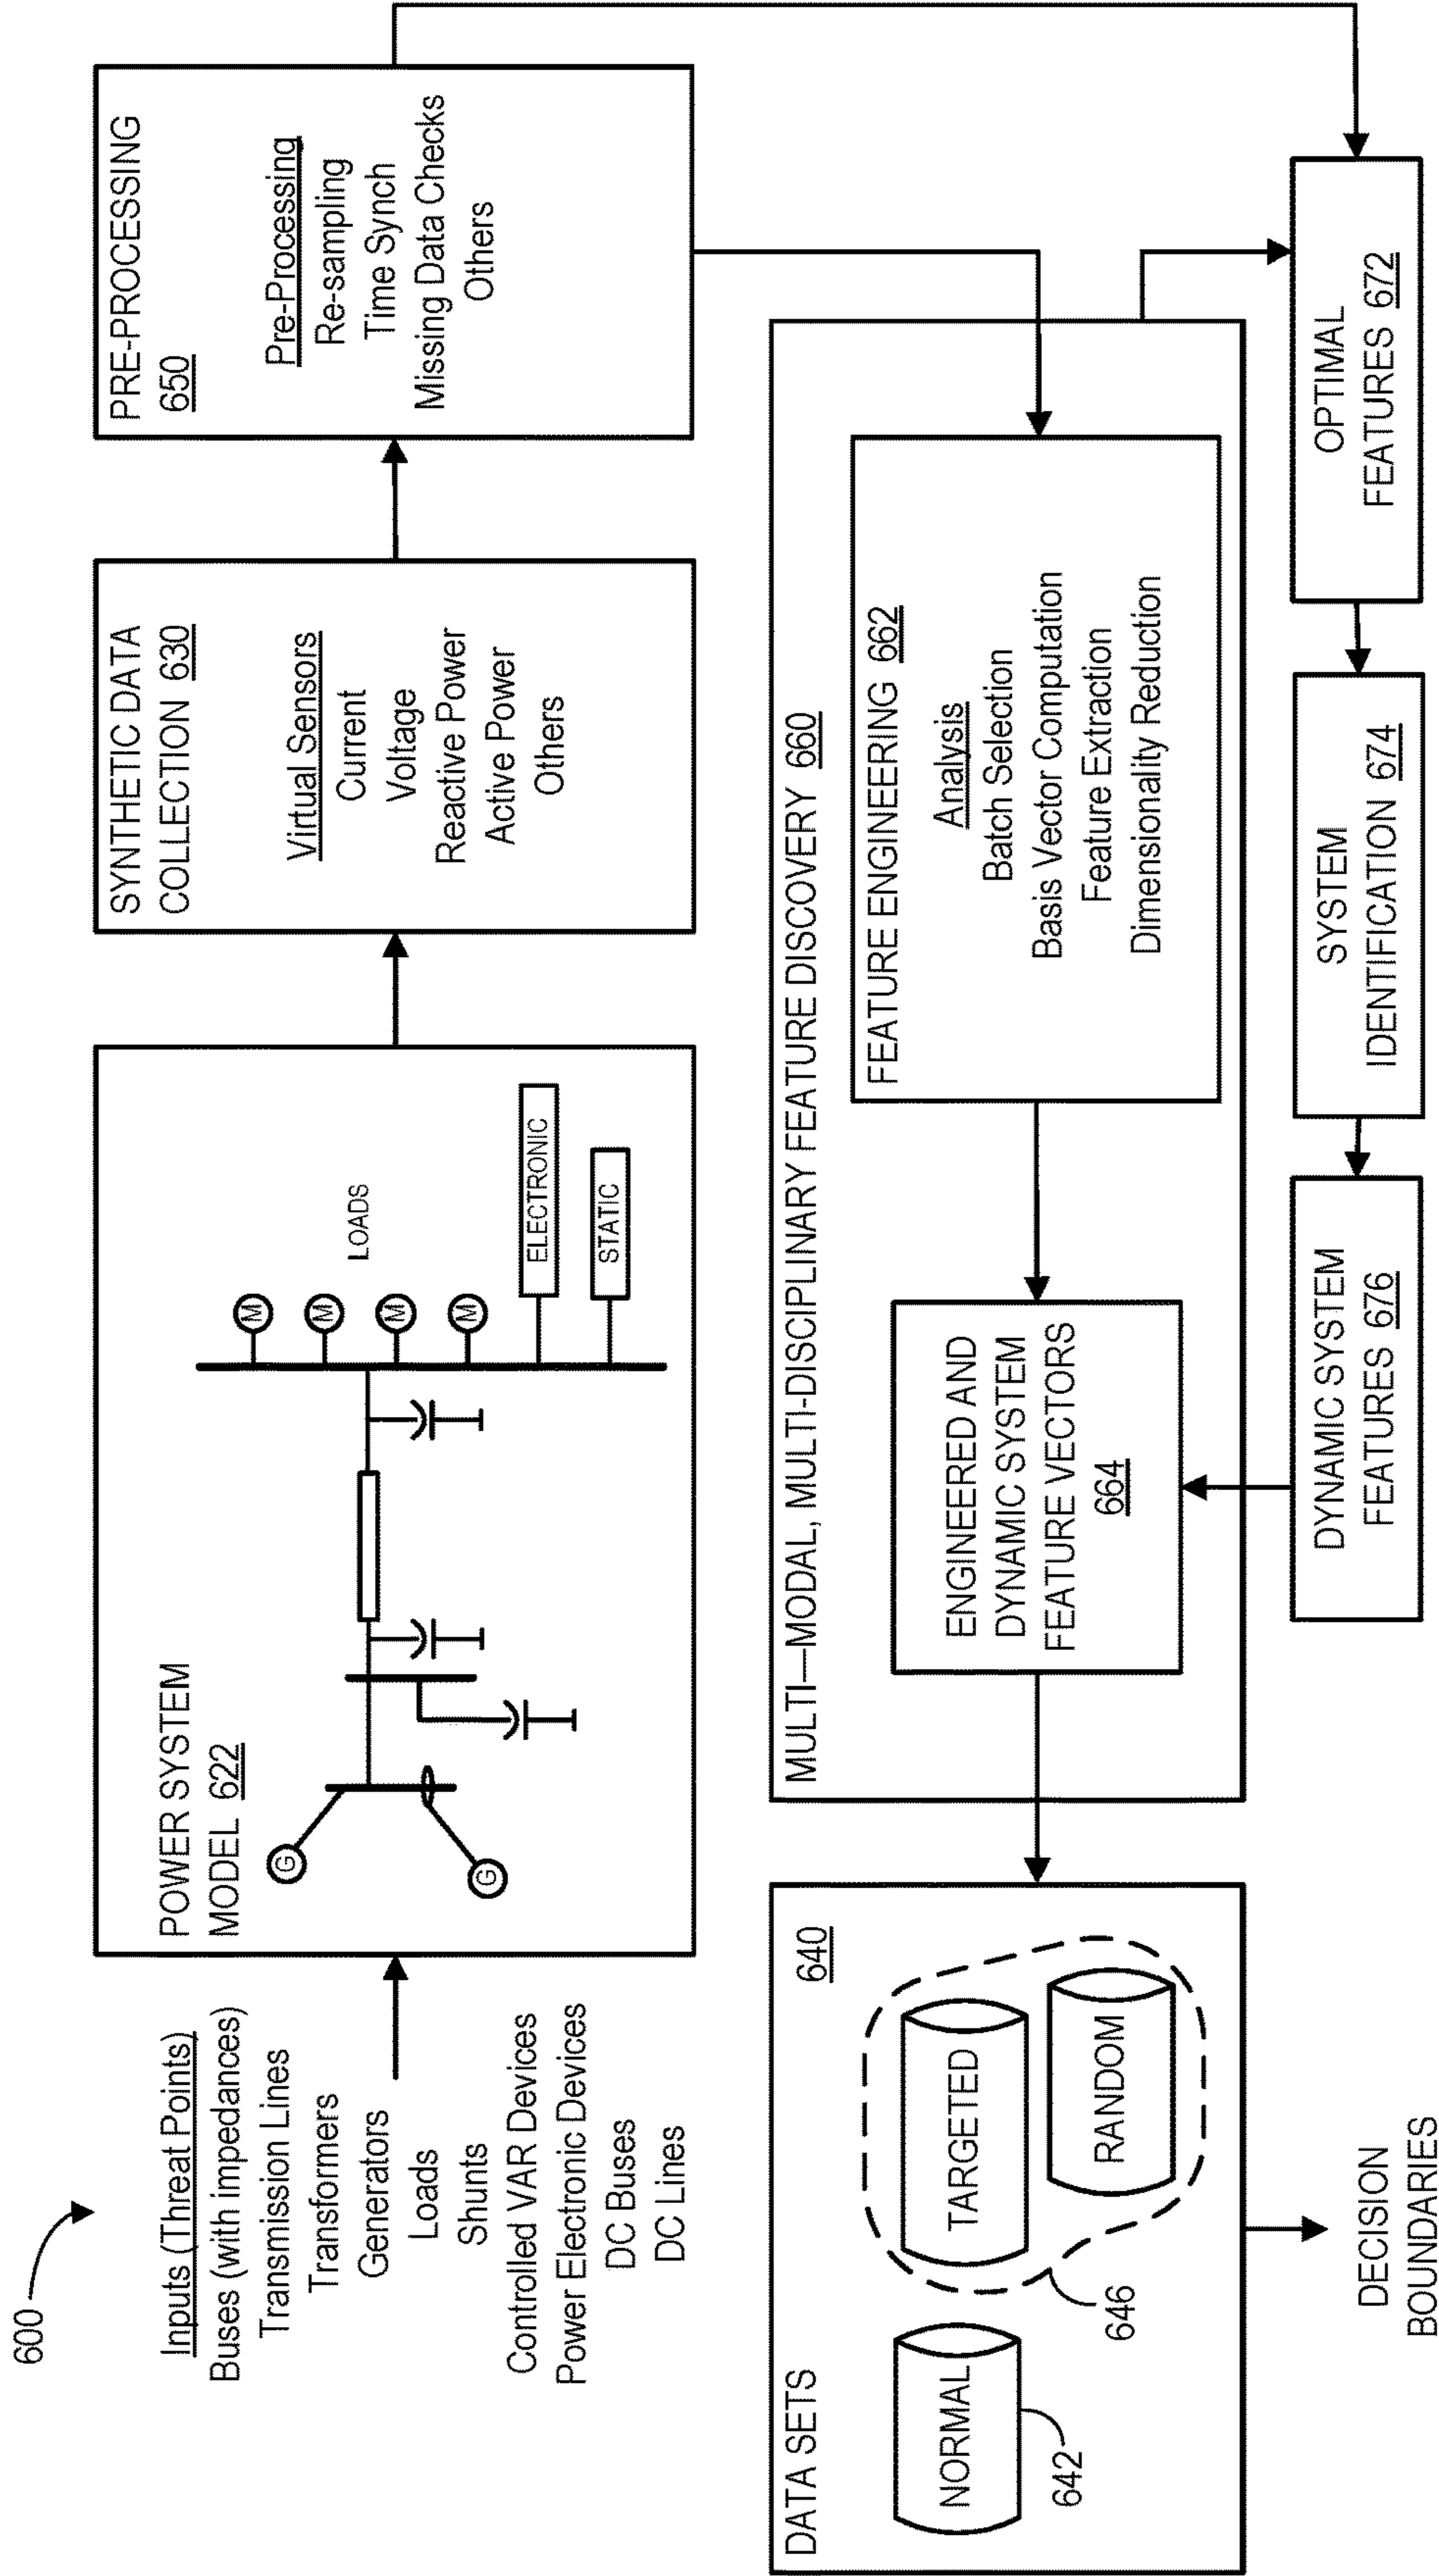 600
Inputs (Threat Points)
Buses (with impedances)
Transmission Lines
Transformers
Generators
Loads
Shunts
Controlled VAR Devices
Power Electronic Devices
DC Buses
DC Lines
POWER SYSTEM
MODEL 622
G
G
M
M
M
M
LOADS
ELECTRONIC
STATIC
SYNTHETIC DATA
COLLECTION 630
Virtual Sensors
Current
Voltage
Reactive Power
Active Power
Others
PRE-PROCESSING
650
Pre-Processing
Re-sampling
Time Synch
Missing Data Checks
Others
DATA SETS
640
NORMAL
642
TARGETED
RANDOM
646
DECISION
BOUNDARIES
MULTI—MODAL, MULTI-DISCIPLINARY FEATURE DISCOVERY 660
ENGINEERED AND
DYNAMIC SYSTEM
FEATURE VECTORS
664
FEATURE ENGINEERING 662
Analysis
Batch Selection
Basis Vector Computation
Feature Extraction
Dimensionality Reduction
DYNAMIC SYSTEM
FEATURES 676
SYSTEM
IDENTIFICATION 674
OPTIMAL
FEATURES 672